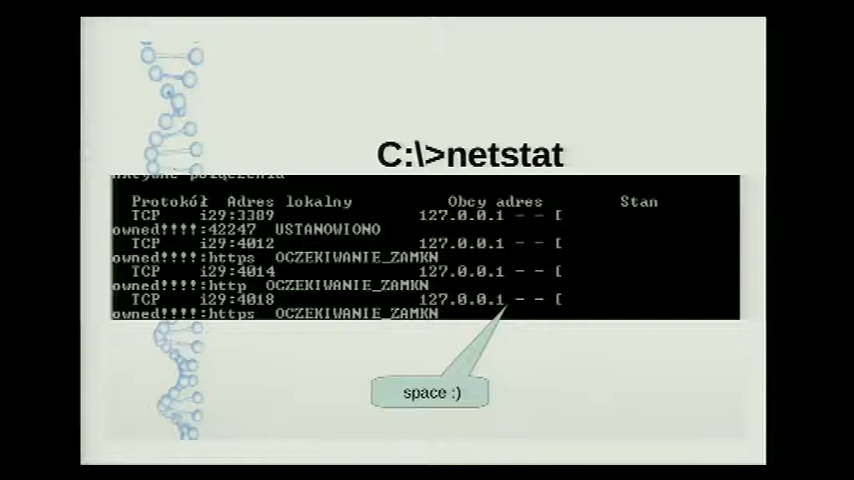 C:\>netstat
Aktywne połączenia
Protokół Adres lokalny Obcy adres Stan
TCP i29:3389 127.0.0.1 - - [
owned!!!!:42247 USTANOWIONO
TCP i29:4012 127.0.0.1 - - [
owned!!!!:https OCZEKIWANIE_ZAMKN
TCP i29:4014 127.0.0.1 - - [
owned!!!!:http OCZEKIWANIE_ZAMKN
TCP i29:4018 127.0.0.1 - - [
owned!!!!:https OCZEKIWANIE_ZAMKN
space :)